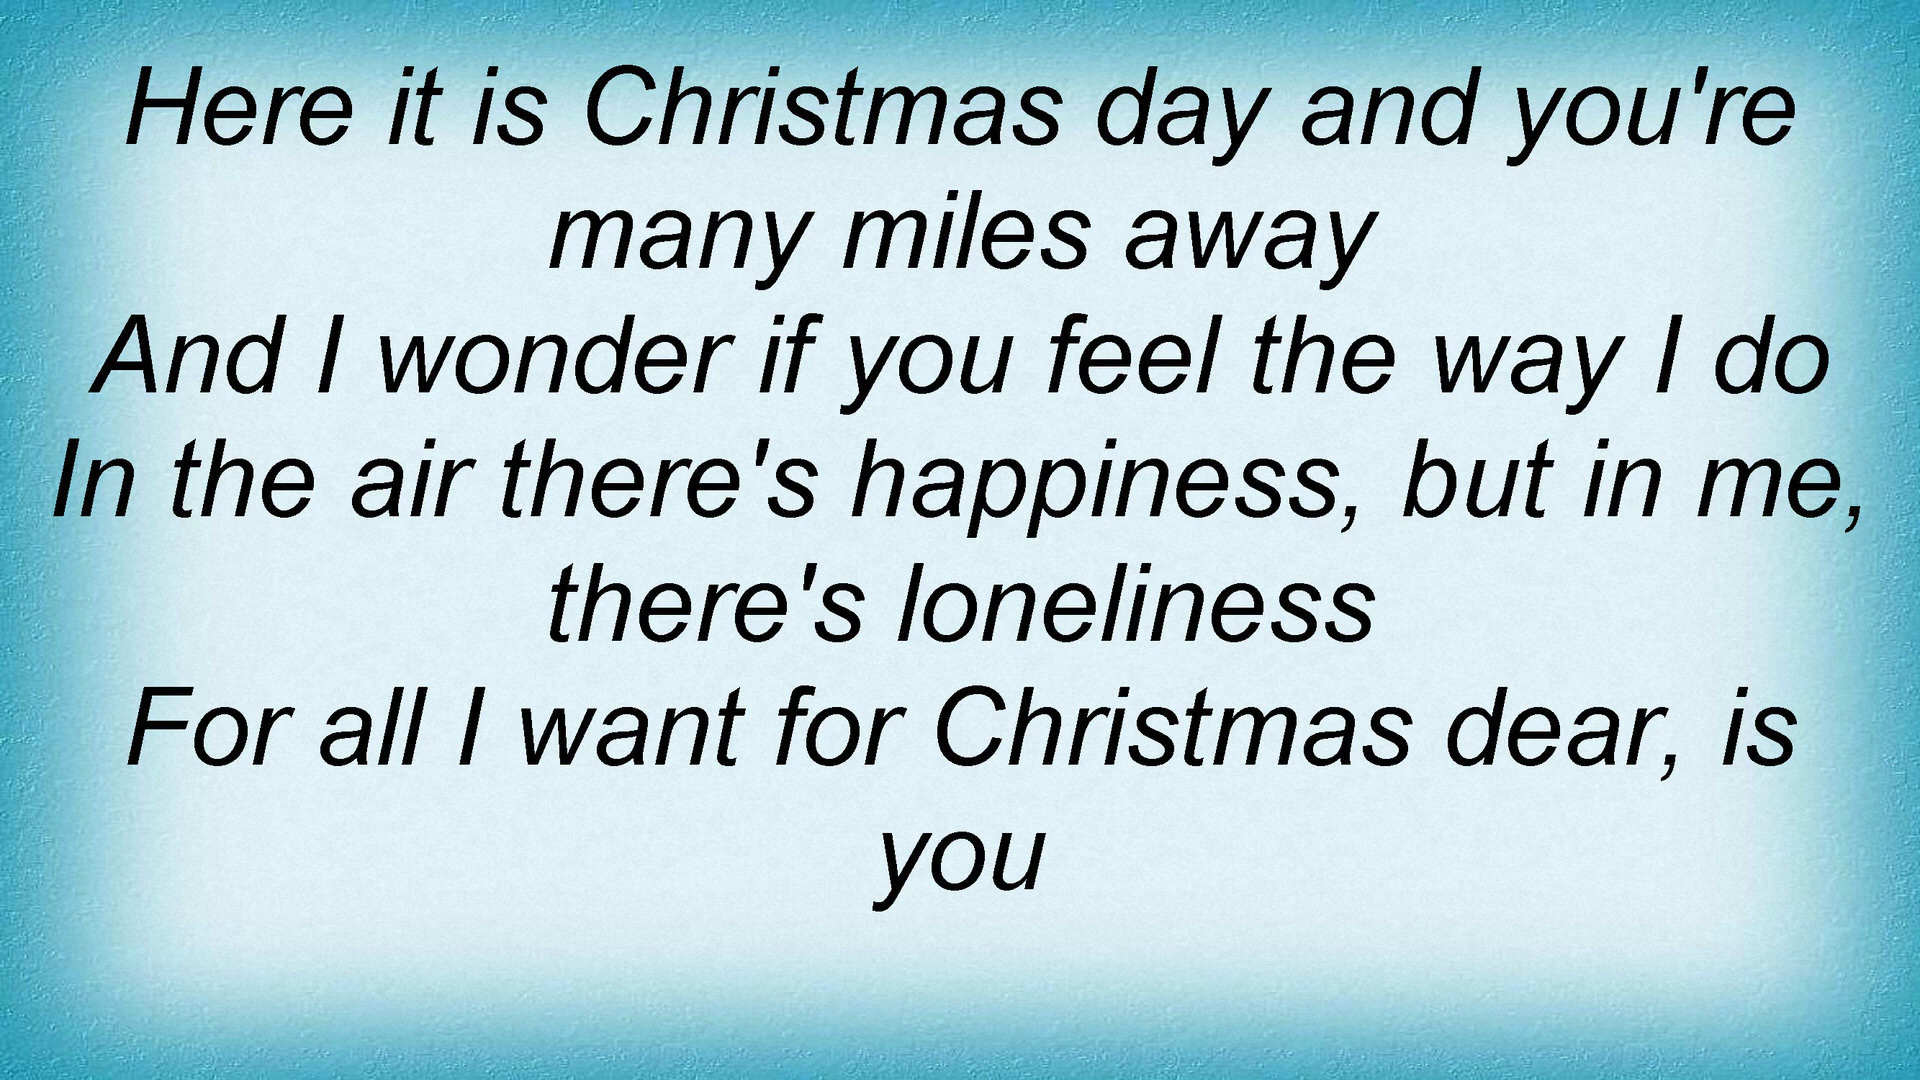 Here it is Christmas day and you're
many miles away
And I wonder if you feel the way I do
In the air there's happiness, but in me,
there's loneliness
For all I want for Christmas dear, is
you